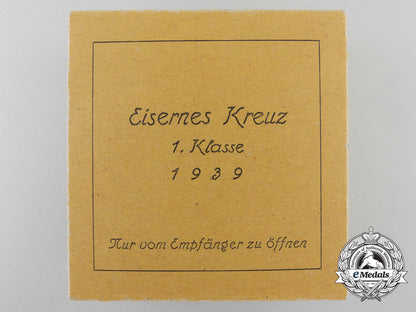 Eisernes Kreuz
1. Klasse
1939
Nur vom Empfänger zu öffnen
eMedals